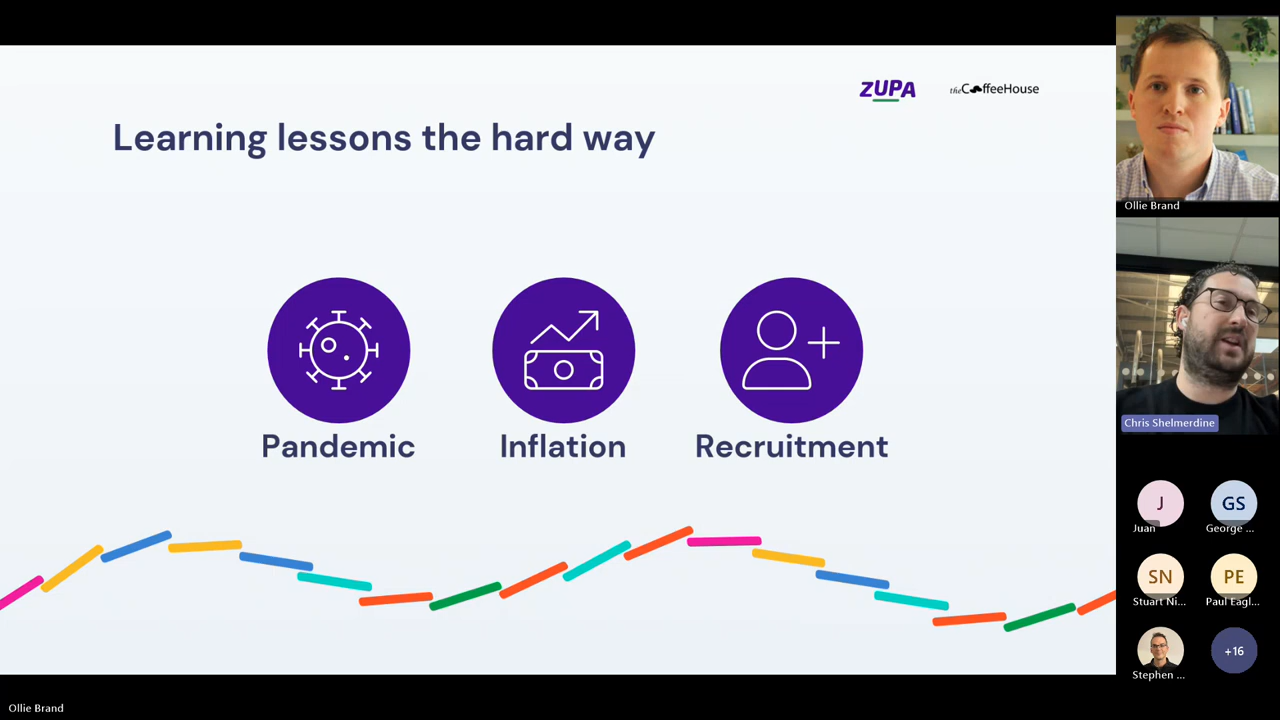 ZUPA
theCoffeeHouse
Learning lessons the hard way
Pandemic
Inflation
Recruitment
Ollie Brand
Chris Shelmerdine
J
GS
Juan
George ...
SN
PE
Stuart Ni...
Paul Eagl...
+16
Stephen ...
Ollie Brand